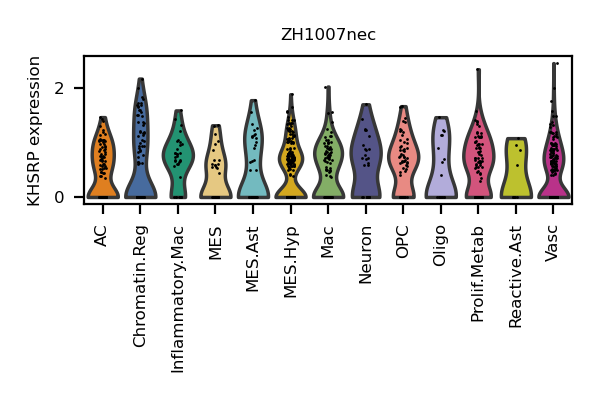 ZH1007nec
KHSRP expression
2
0
AC
Chromatin.Reg
Inflammatory.Mac
MES
MES.Ast
MES.Hyp
Mac
Neuron
OPC
Oligo
Prolif.Metab
Reactive.Ast
Vasc